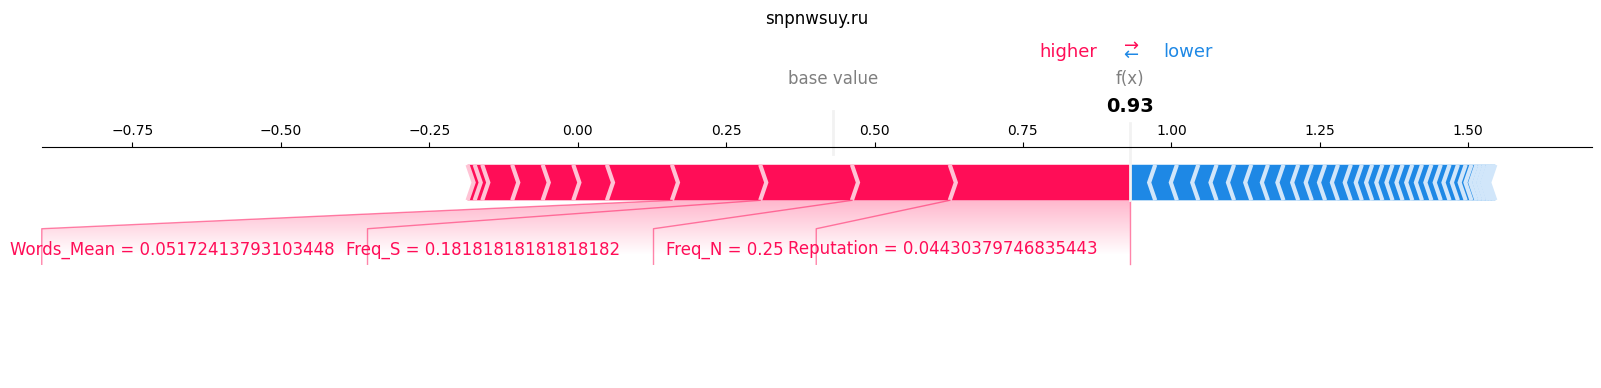 snpnwsuy.ru
higher ⇄ lower
base value f(x)
0.93
−0.75 −0.50 −0.25 0.00 0.25 0.50 0.75 1.00 1.25 1.50
Words_Mean = 0.05172413793103448 Freq_S = 0.18181818181818182 Freq_N = 0.25 Reputation = 0.04430379746835443